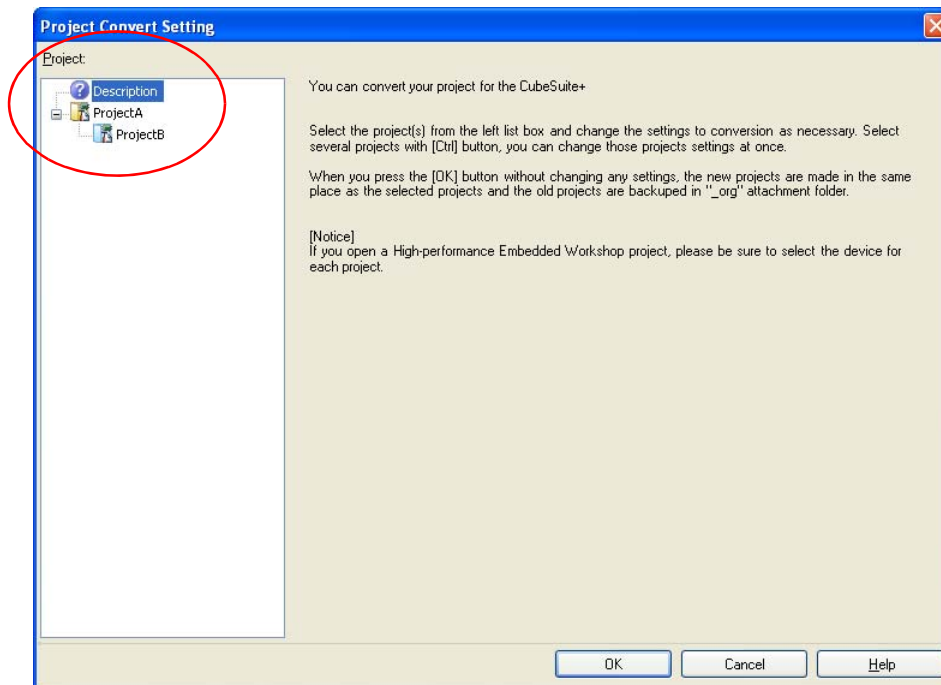 Project Convert Setting
Project:
Description
ProjectA
ProjectB
You can convert your project for the CubeSuite+
Select the project(s) from the left list box and change the settings to conversion as necessary. Select
several projects with [Ctrl] button, you can change those projects settings at once.
When you press the [OK] button without changing any settings, the new projects are made in the same
place as the selected projects and the old projects are backuped in "_org" attachment folder.
[Notice]
If you open a High-performance Embedded Workshop project, please be sure to select the device for
each project.
OK
Cancel
Help